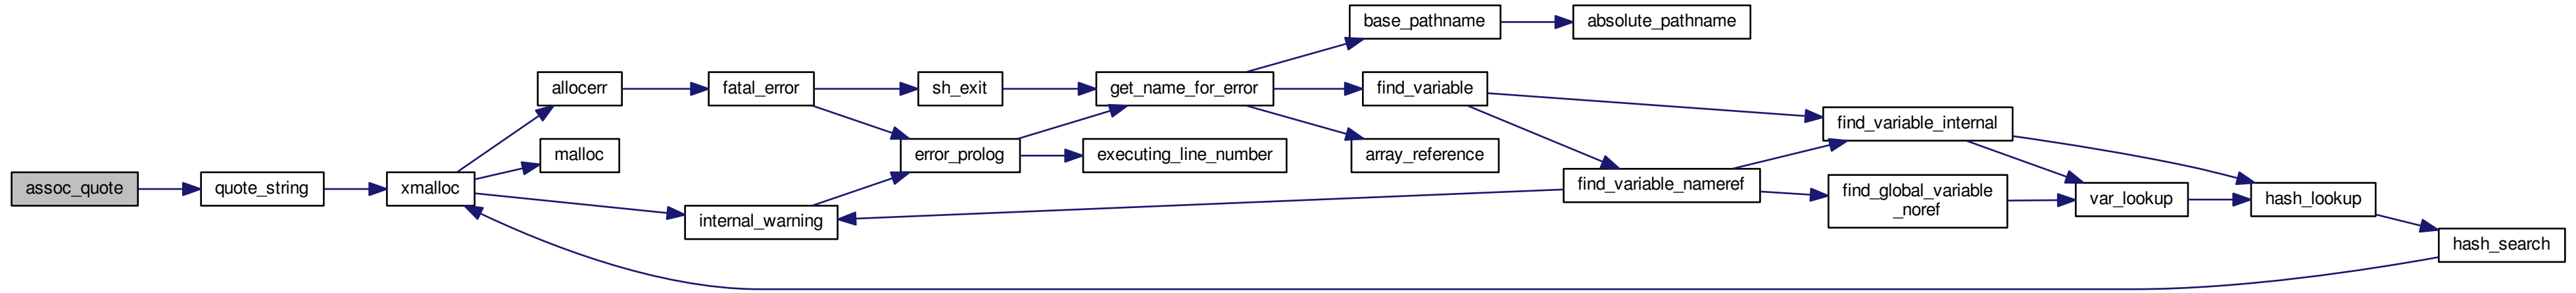 assoc_quote
quote_string
xmalloc
allocerr
malloc
internal_warning
fatal_error
sh_exit
error_prolog
get_name_for_error
executing_line_number
base_pathname
absolute_pathname
find_variable
array_reference
find_variable_nameref
find_variable_internal
find_global_variable
_noref
var_lookup
hash_lookup
hash_search